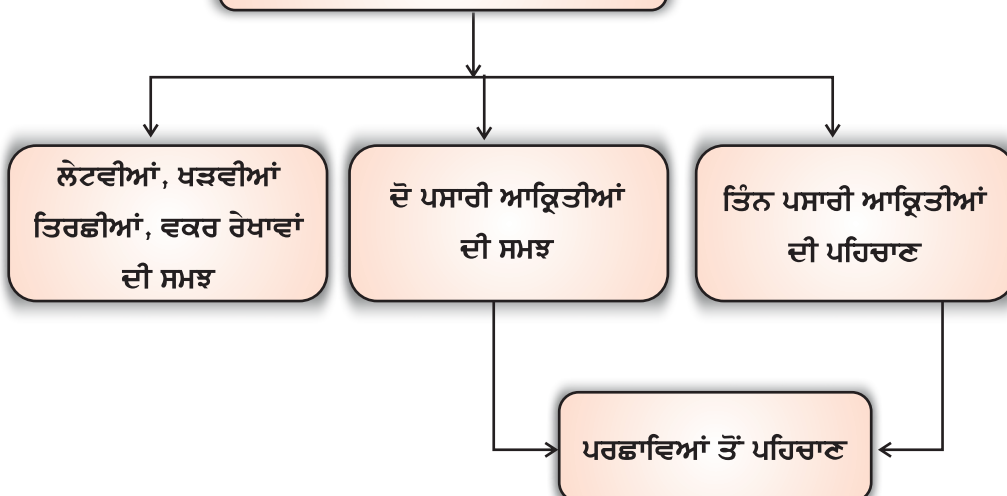 ਲੇਟਵੀਆਂ, ਖੜਵੀਆਂ
ਤਿਰਛੀਆਂ, ਵਕਰ ਰੇਖਾਵਾਂ
ਦੀ ਸਮਝ
ਦੋ ਪਸਾਰੀ ਆਕ੍ਰਿਤੀਆਂ
ਦੀ ਸਮਝ
ਤਿੰਨ ਪਸਾਰੀ ਆਕ੍ਰਿਤੀਆਂ
ਦੀ ਪਹਿਚਾਣ
ਪਰਛਾਵਿਆਂ ਤੋਂ ਪਹਿਚਾਣ